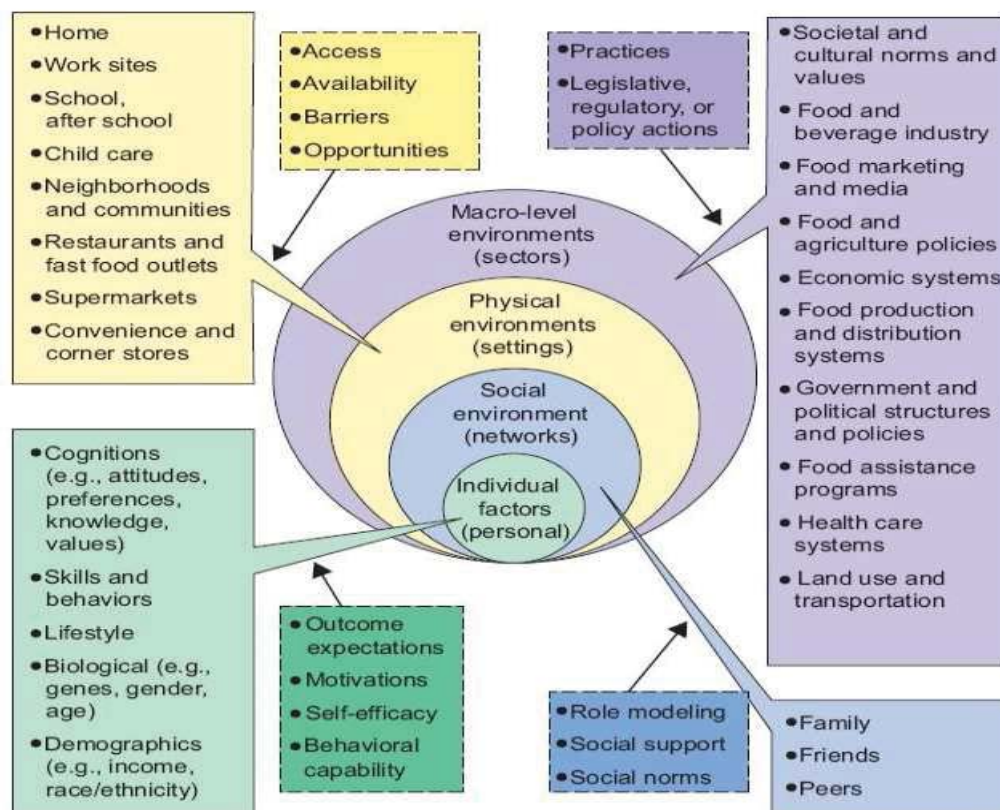 • Home
• Work sites
• School,
after school
• Child care
• Neighborhoods
and communities
• Restaurants and
fast food outlets
• Supermarkets
• Convenience and
corner stores
• Access
• Availability
• Barriers
• Opportunities
• Practices
• Legislative,
regulatory, or
policy actions
• Societal and
cultural norms and
values
• Food and
beverage industry
• Food marketing
and media
• Food and
agriculture policies
• Economic systems
• Food production
and distribution
systems
• Government and
political structures
and policies
• Food assistance
programs
• Health care
systems
• Land use and
transportation
Macro-level
environments
(sectors)
Physical
environments
(settings)
Social
environment
(networks)
Individual
factors
(personal)
• Cognitions
(e.g., attitudes,
preferences,
knowledge,
values)
• Skills and
behaviors
• Lifestyle
• Biological (e.g.,
genes, gender,
age)
• Demographics
(e.g., income,
race/ethnicity)
• Outcome
expectations
• Motivations
• Self-efficacy
• Behavioral
capability
• Role modeling
• Social support
• Social norms
• Family
• Friends
• Peers